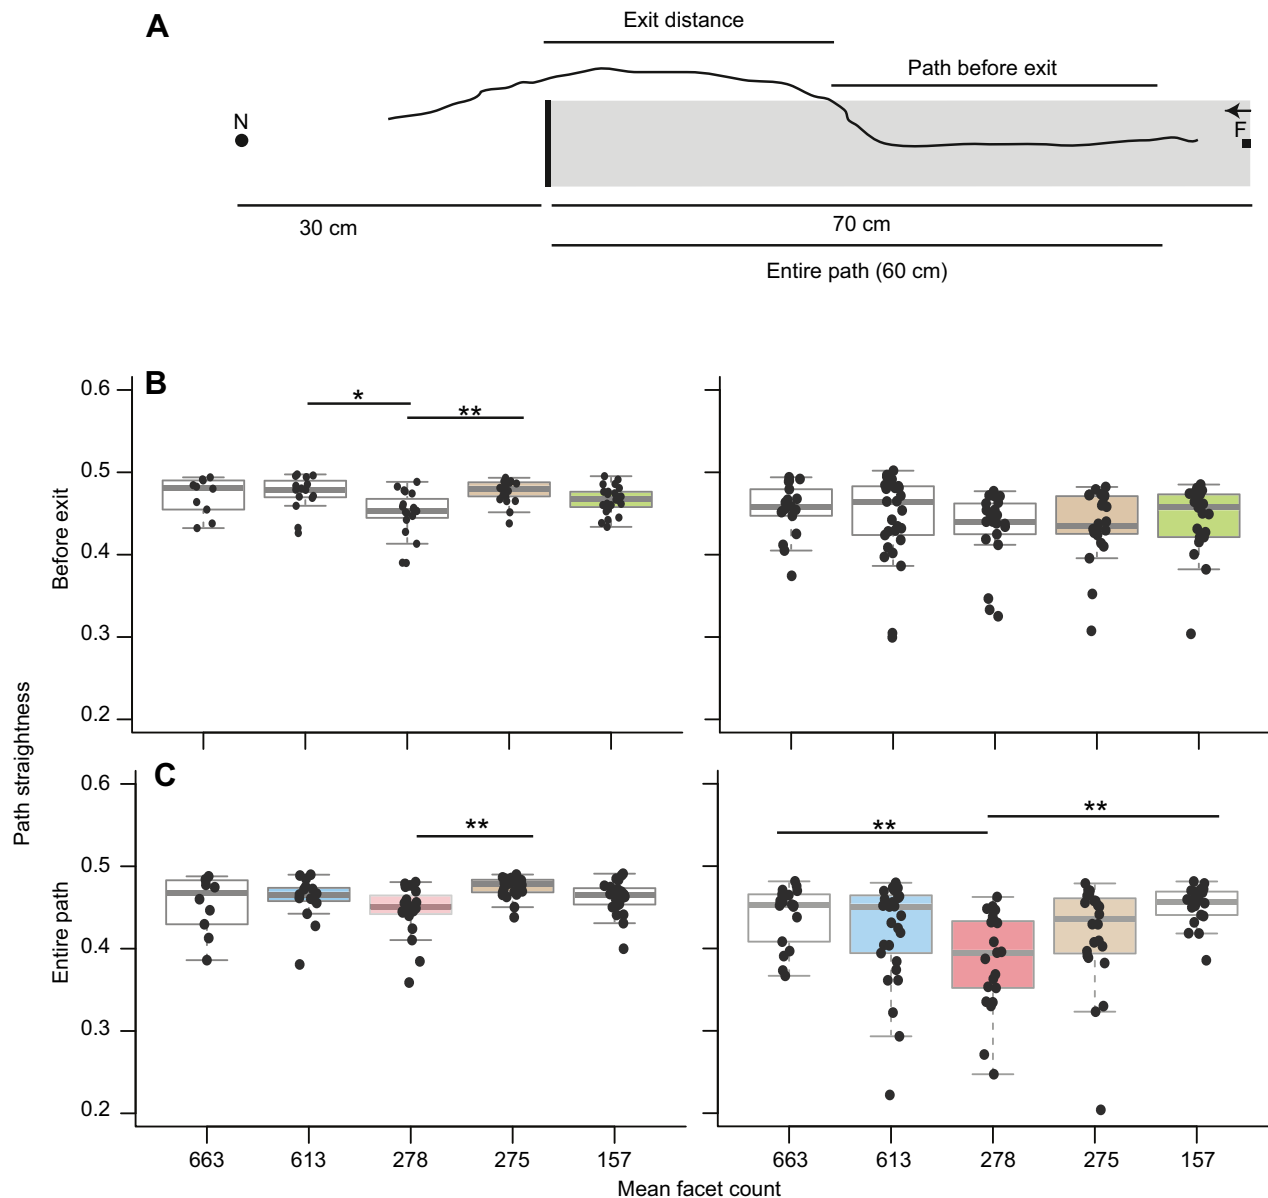 A
Exit distance
Path before exit
N
F
30 cm
70 cm
Entire path (60 cm)
B
0.6
0.5
0.4
0.3
0.2
*
**
Before exit
Path straightness
C
0.6
0.5
0.4
0.3
0.2
**
**
**
Entire path
663 613 278 275 157
663 613 278 275 157
Mean facet count